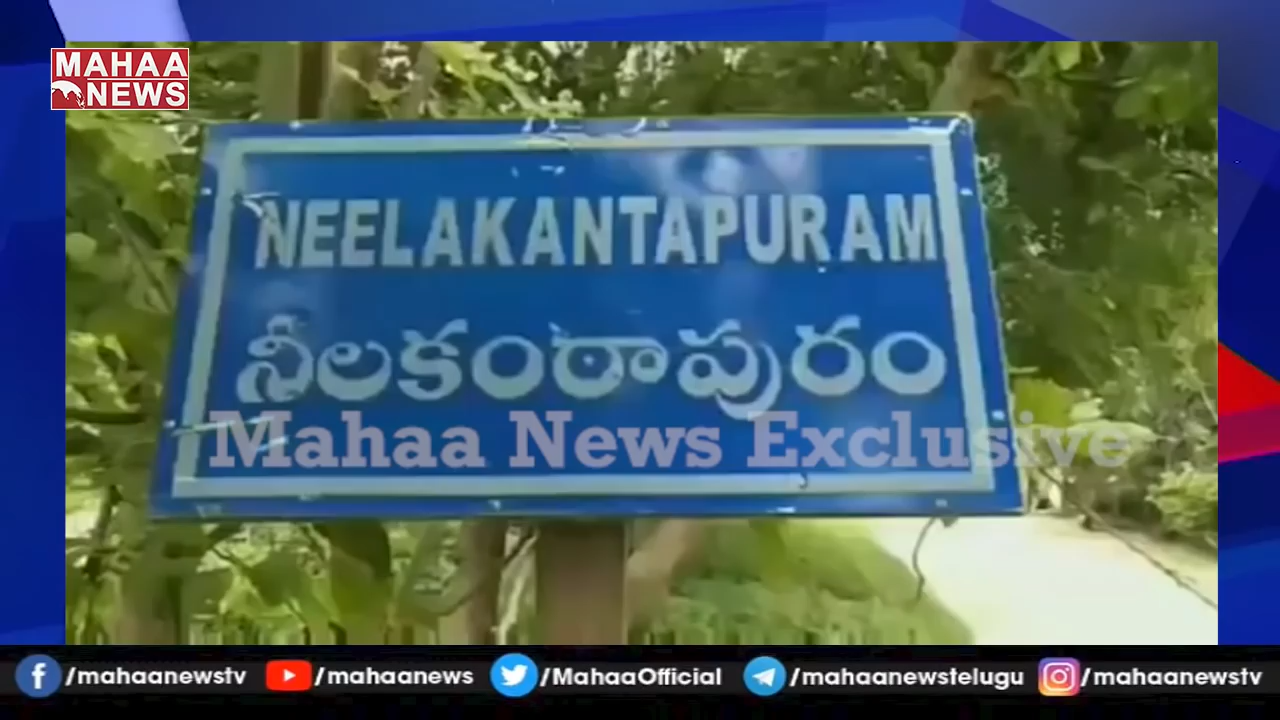 MAHAA
NEWS
NEELAKANTAPURAM
నీలకంఠాపురం
Mahaa News Exclusive
/mahaanewstv /mahaanews /MahaaOfficial /mahaanewstelugu /mahaanewstv